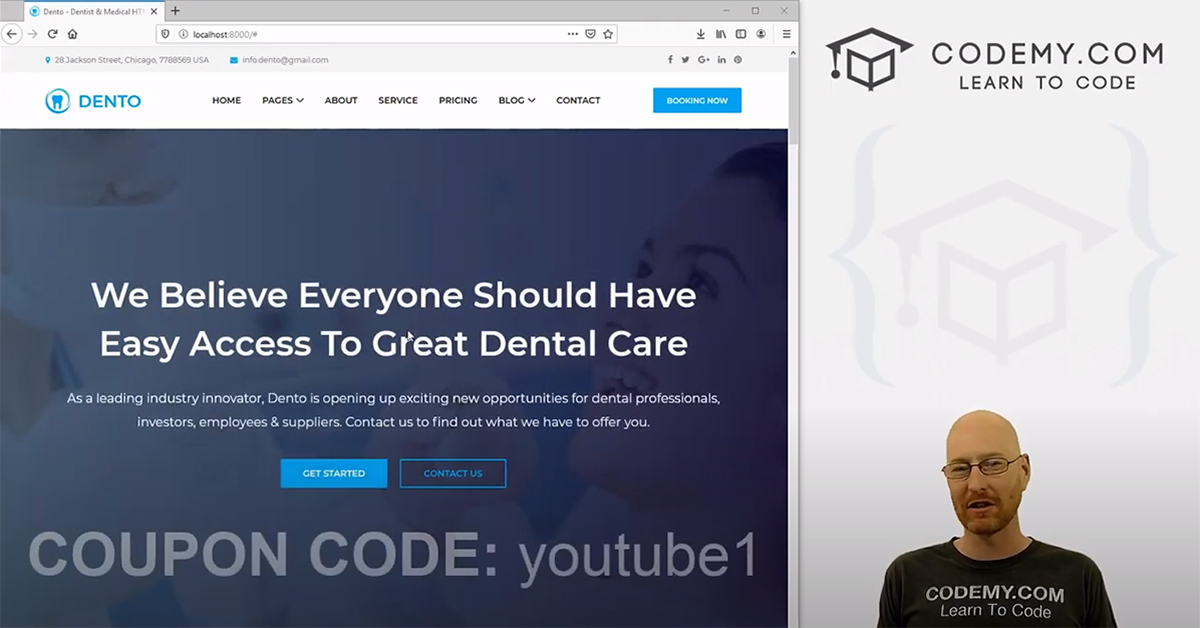 Dento - Dentist & Medical HTM
localhost:8000/#
28 Jackson Street, Chicago, 7788569 USA
info.dento@gmail.com
DENTO
HOME
PAGES
ABOUT
SERVICE
PRICING
BLOG
CONTACT
BOOKING NOW
We Believe Everyone Should Have
Easy Access To Great Dental Care
As a leading industry innovator, Dento is opening up exciting new opportunities for dental professionals,
investors, employees & suppliers. Contact us to find out what we have to offer you.
GET STARTED
CONTACT US
COUPON CODE: youtube1
CODEMY.COM
LEARN TO CODE
CODEMY.COM
Learn To Code